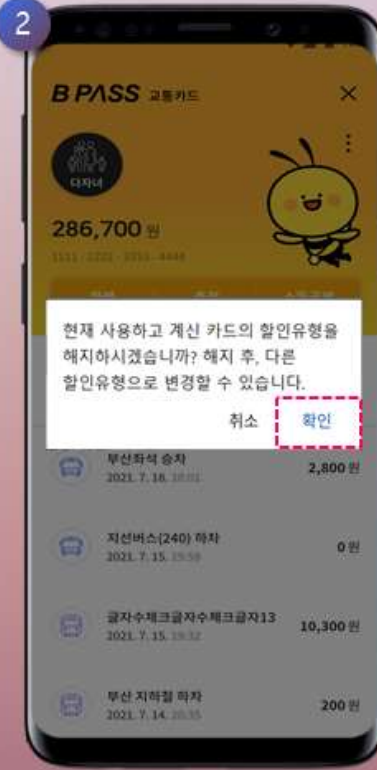 2
B PASS 교통카드
다자녀
286,700 원
현재 사용하고 계신 카드의 할인유형을
해지하시겠습니까? 해지 후, 다른
할인유형으로 변경할 수 있습니다.
취소 확인
부산좌석 승차
2,800 원
2021. 7. 16.
지선버스(240) 하차
0 원
2021. 7. 15. 19:58
글자수체크글자수체크글자13
10,300 원
2021. 7. 15. 19:32
부산 지하철 하차
200 원
2021. 7. 14. 20:35